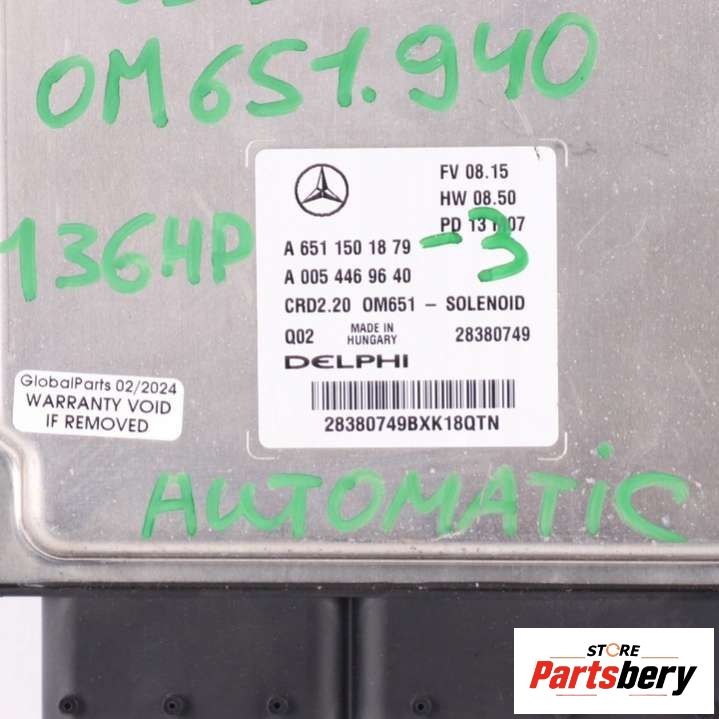 OM651.940
FV 08.15
HW 08.50
136HP
A 651 150 18 79
-3
A 005 446 96 40
CRD2.20 OM651 – SOLENOID
Q02
MADE IN
HUNGARY
28380749
DELPHI
28380749BXK18QTN
GlobalParts 02/2024
WARRANTY VOID
IF REMOVED
AUTOMATIC
STORE
Partsbery